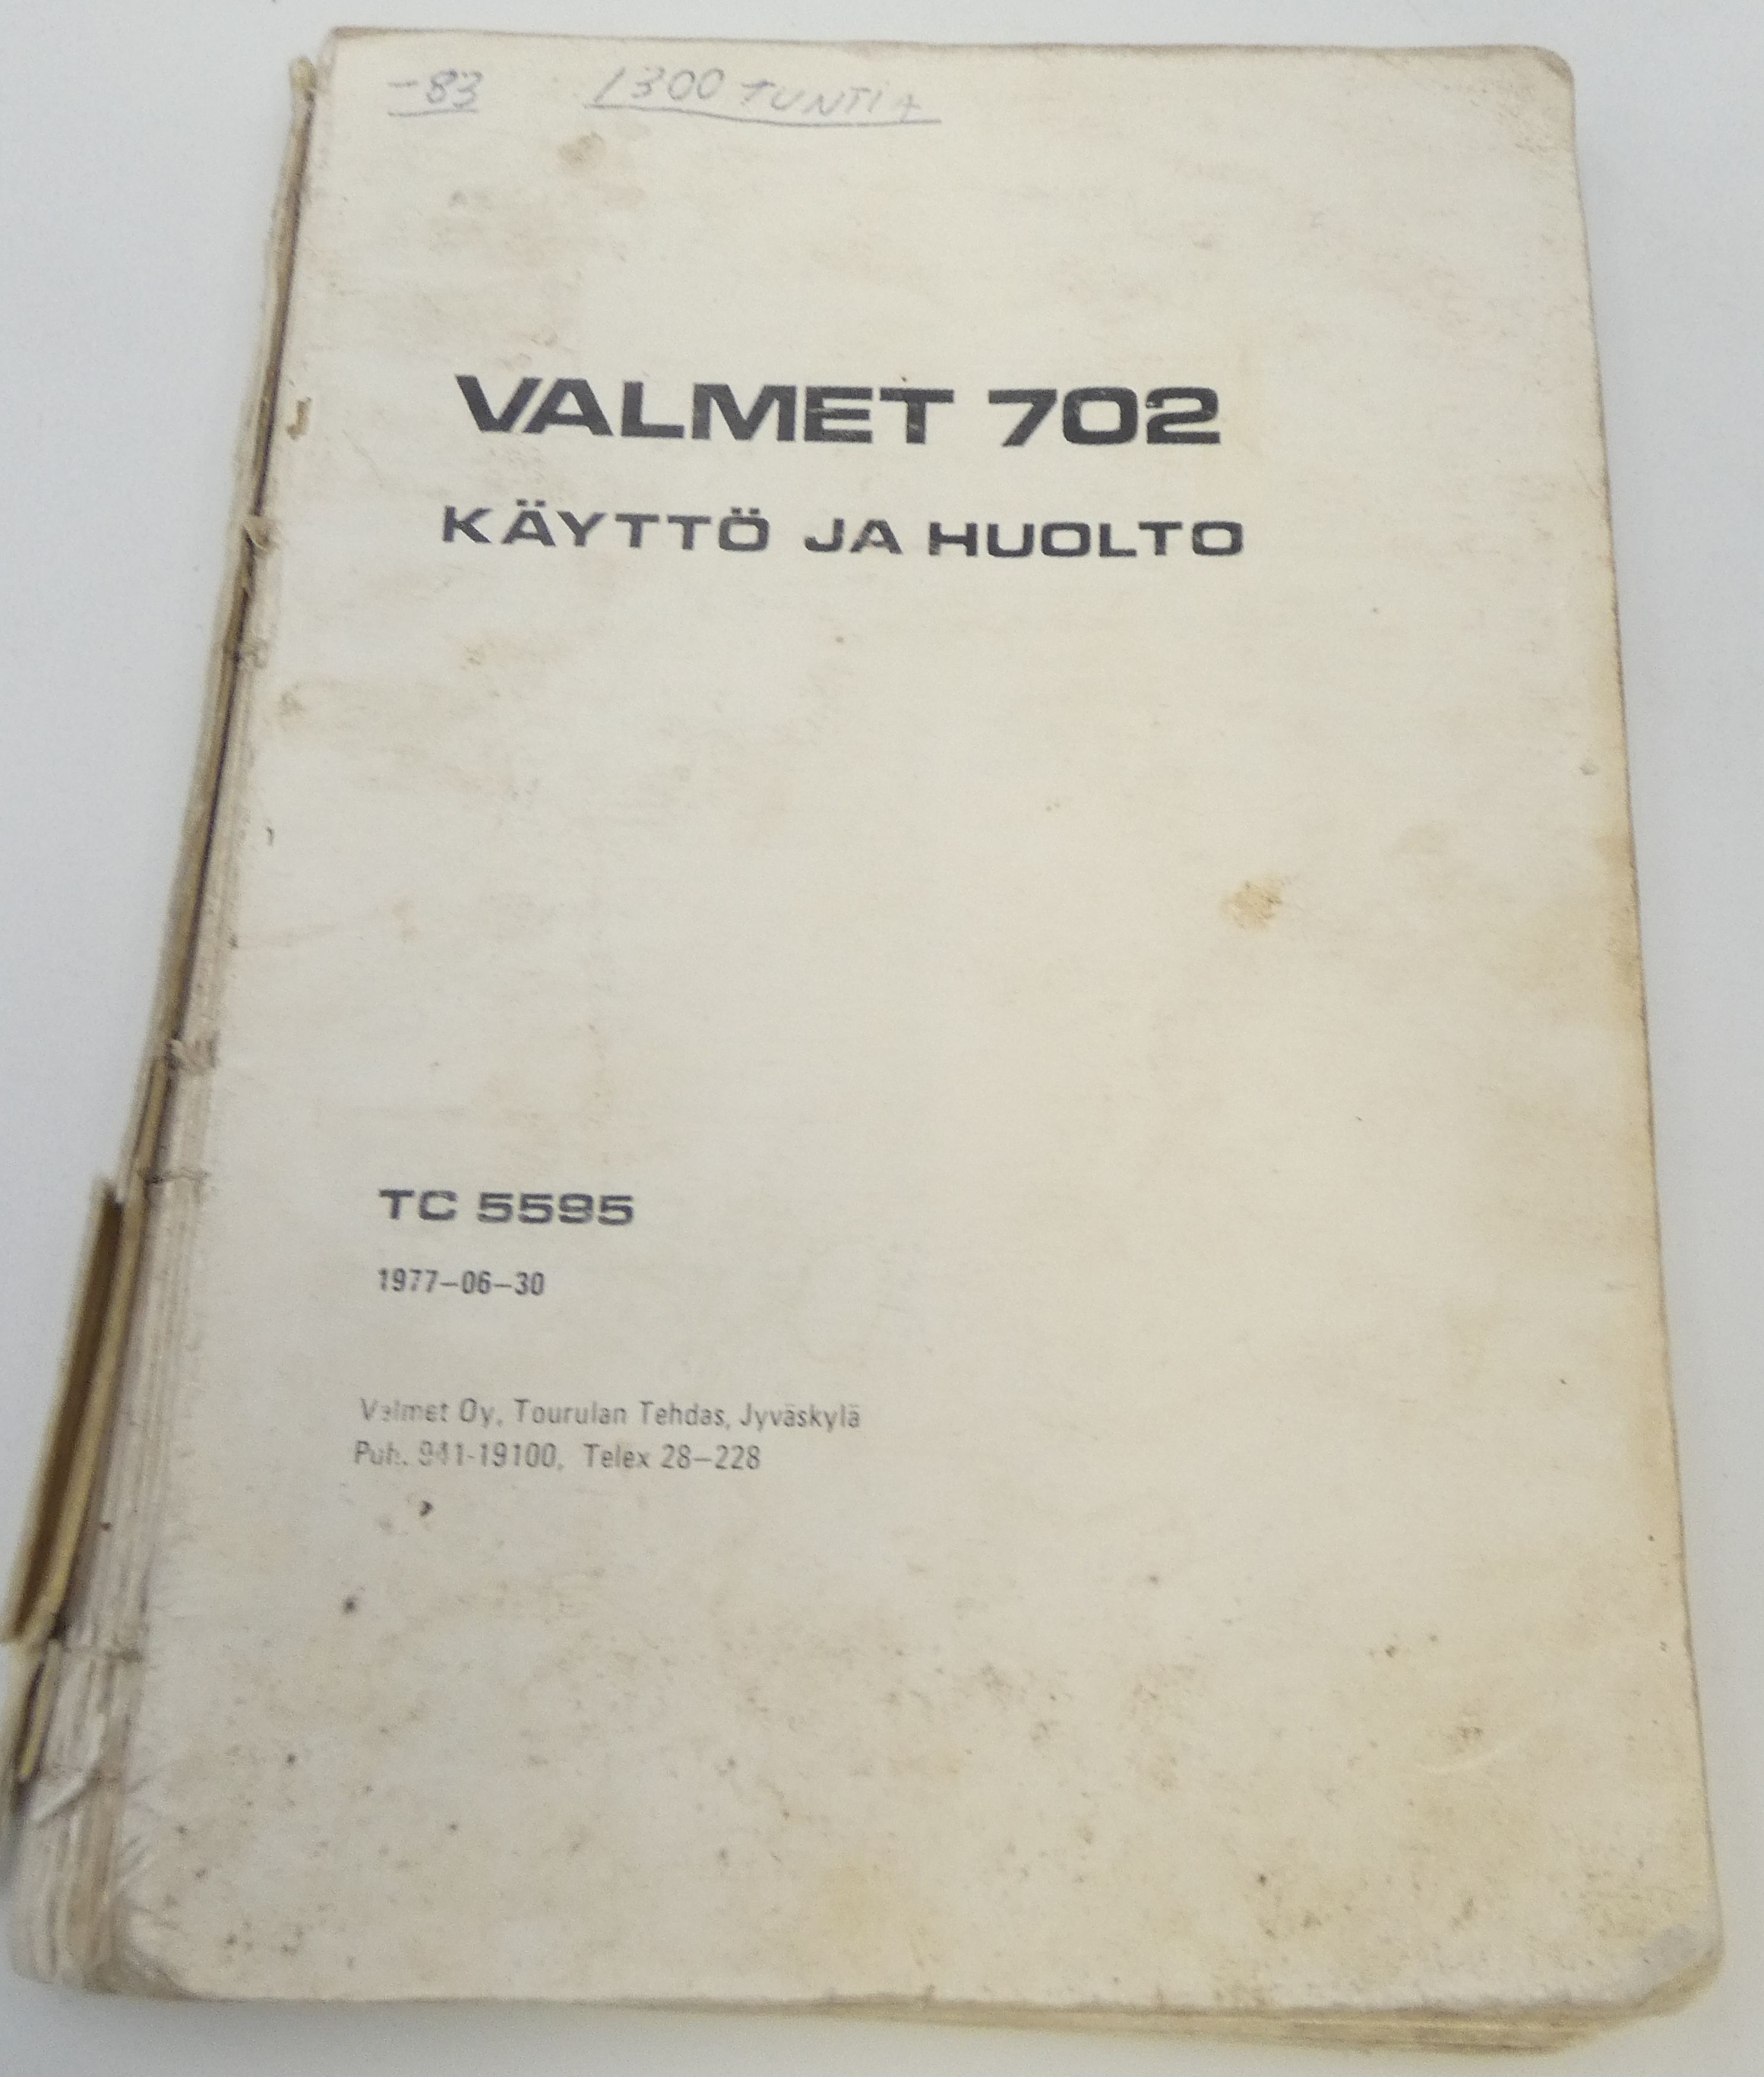 -83 1300 TUNTIA
VALMET 702
KÄYTTÖ JA HUOLTO
TC 5595
1977-06-30
Valmet Oy, Tourulan Tehdas, Jyväskylä
Puh. 941-19100, Telex 28-228